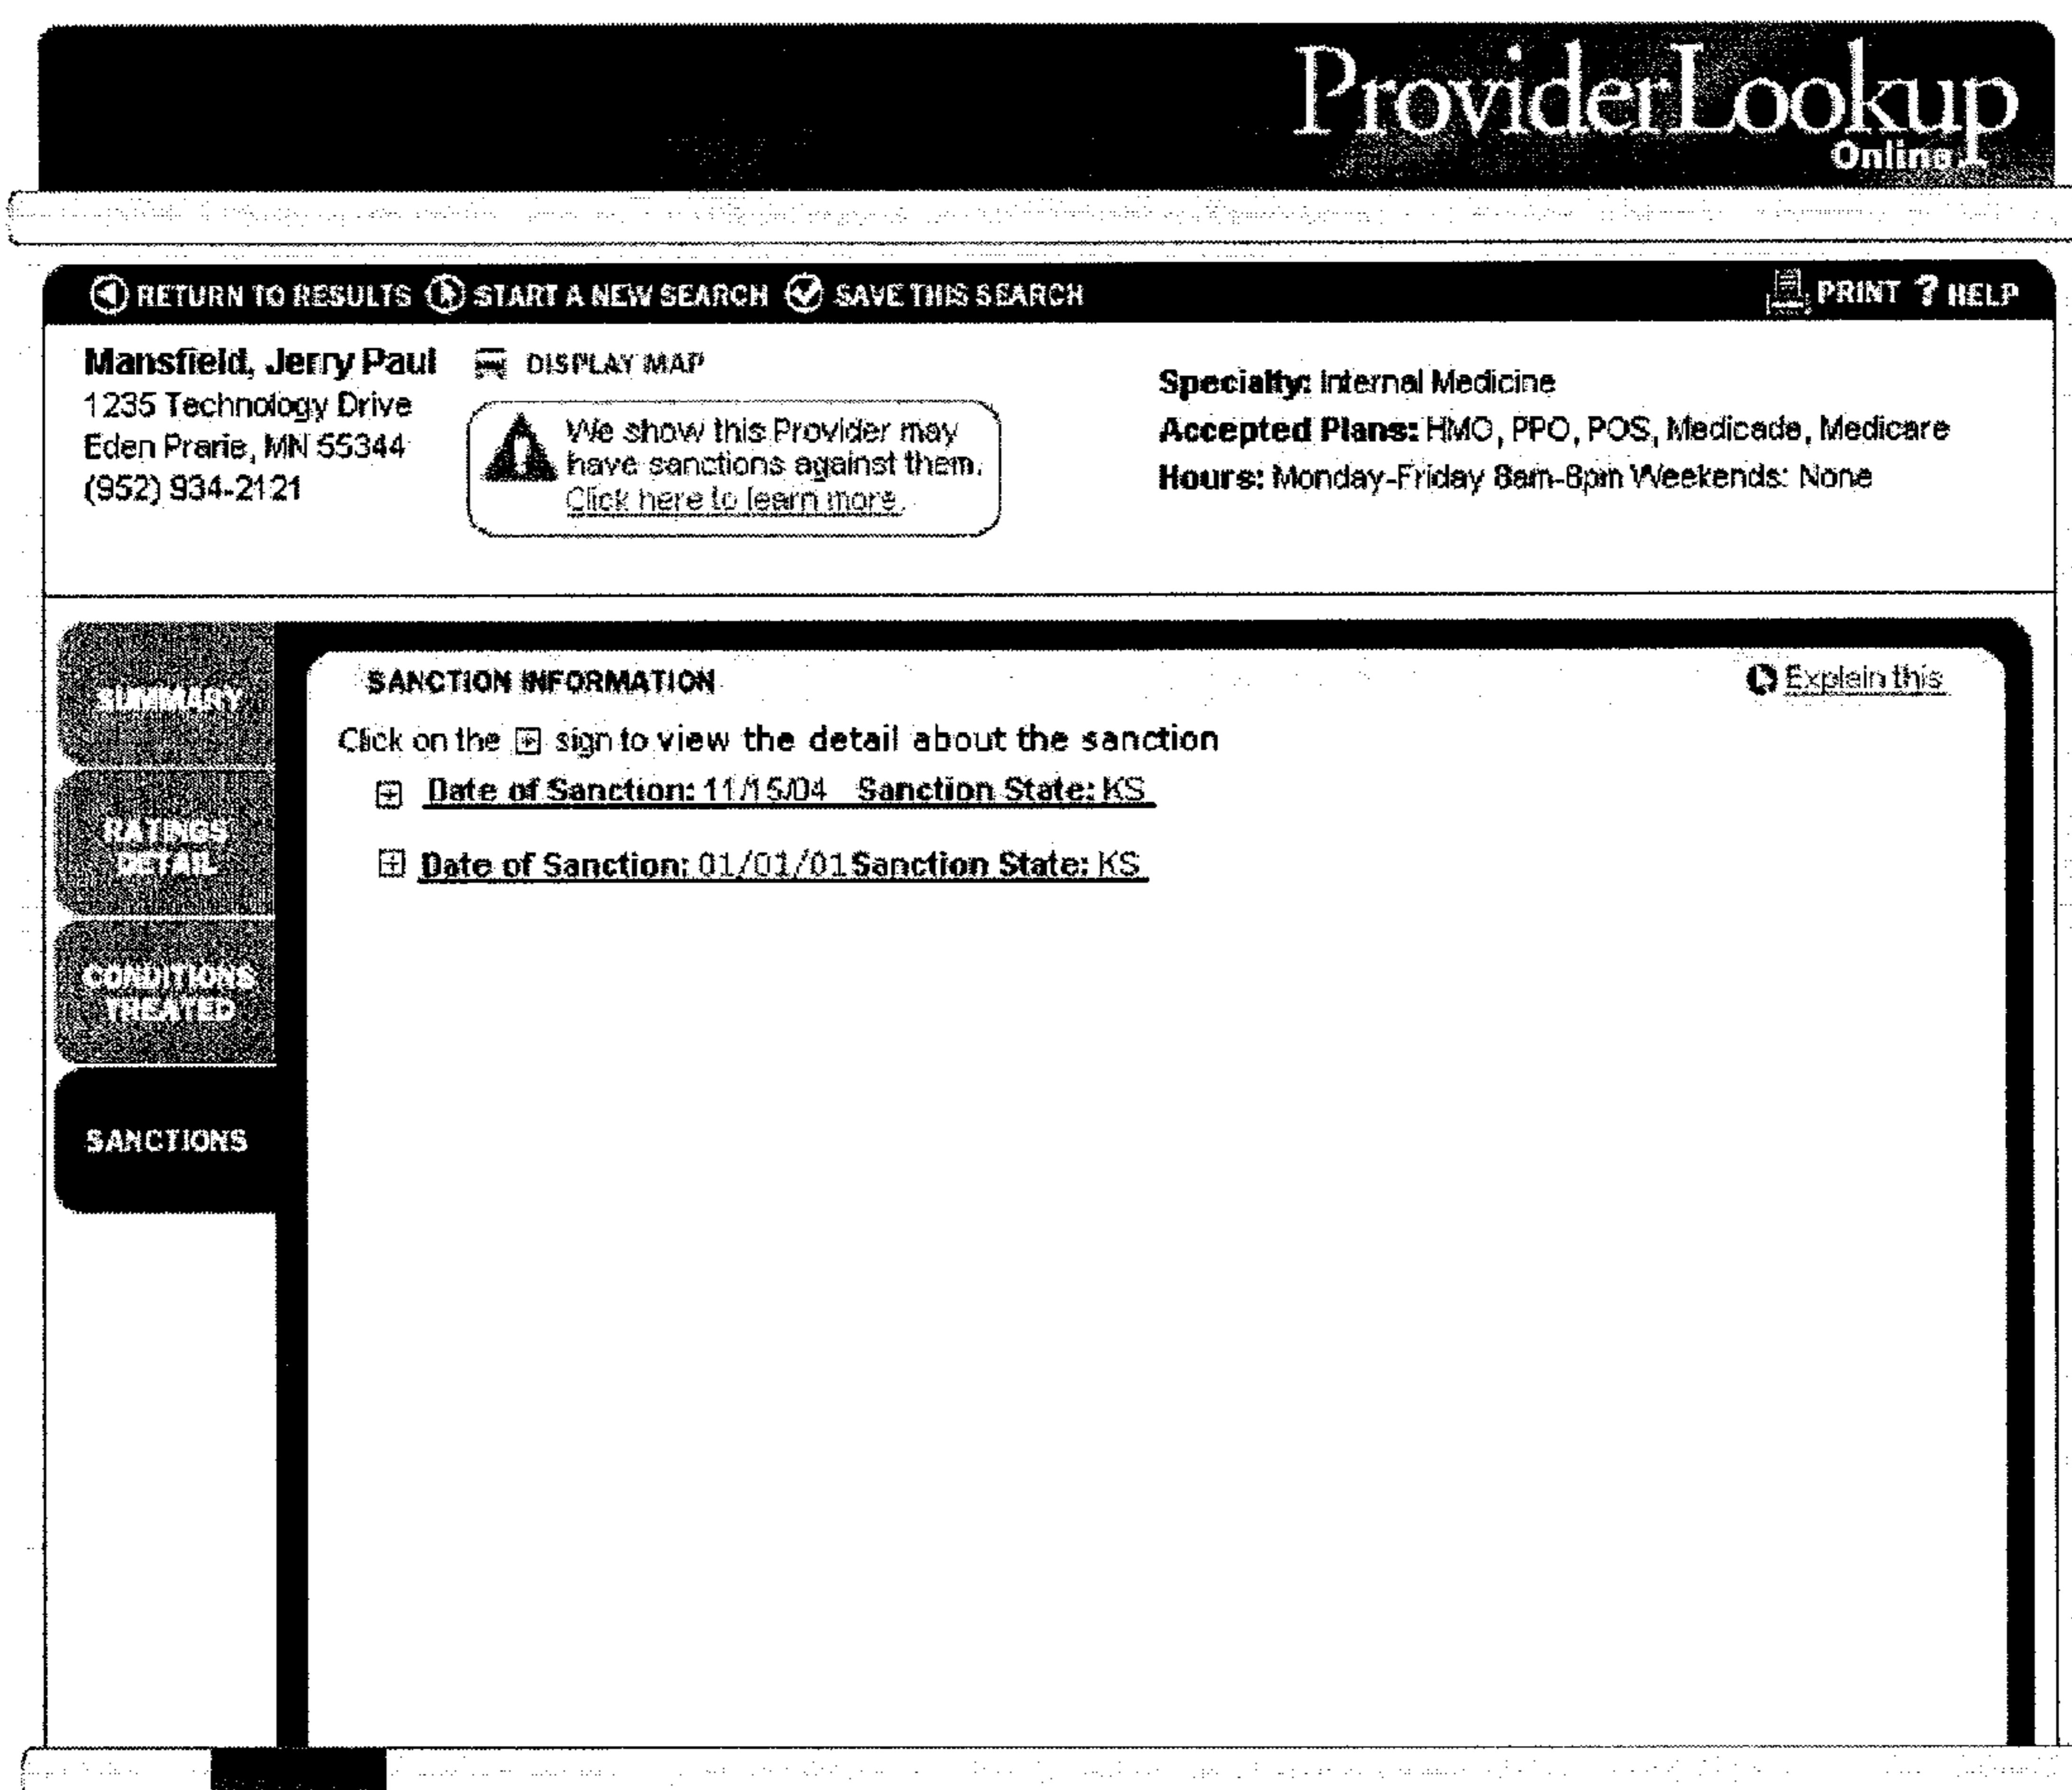 ProviderLookup
Online
RETURN TO RESULTS START A NEW SEARCH SAVE THIS SEARCH PRINT ? HELP
Mansfield, Jerry Paul
1235 Technology Drive
Eden Prarie, MN 55344
(952) 934-2121
DISPLAY MAP
We show this Provider may
have sanctions against them.
Click here to learn more.
Specialty: Internal Medicine
Accepted Plans: HMO, PPO, POS, Medicade, Medicare
Hours: Monday-Friday 8am-8pm Weekends: None
SUMMARY
RATINGS
DETAIL
CONDITIONS
TREATED
SANCTIONS
SANCTION INFORMATION
Explain this
Click on the + sign to view the detail about the sanction
+ Date of Sanction: 11/15/04 Sanction State: KS
+ Date of Sanction: 01/01/01 Sanction State: KS